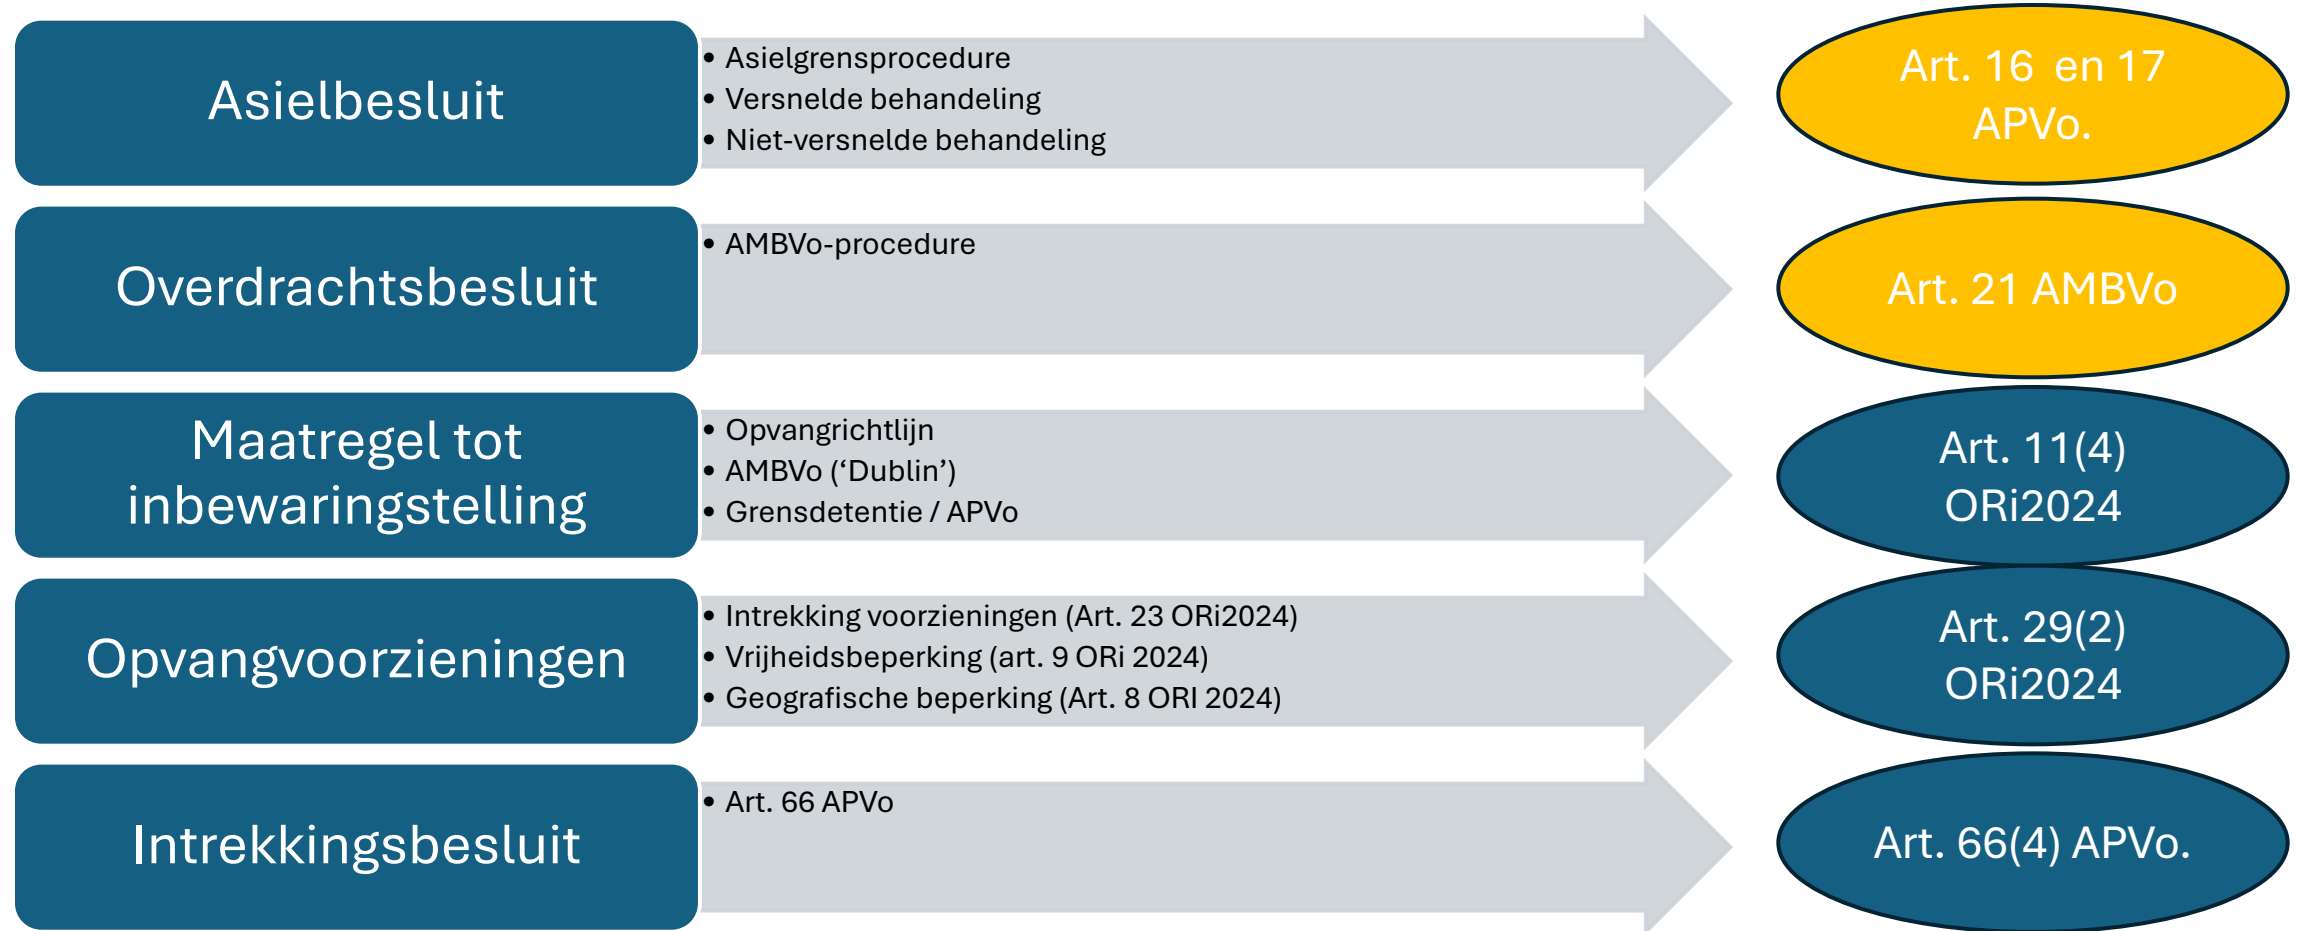 Asielbesluit
• Asielgrensprocedure
• Versnelde behandeling
• Niet-versnelde behandeling
Art. 16 en 17
APVo.
Overdrachtsbesluit
• AMBVo-procedure
Art. 21 AMBVo
Maatregel tot
inbewaringstelling
• Opvangrichtlijn
• AMBVo (‘Dublin’)
• Grensdetentie / APVo
Art. 11(4)
ORi2024
Opvangvoorzieningen
• Intrekking voorzieningen (Art. 23 ORi2024)
• Vrijheidsbeperking (art. 9 ORi 2024)
• Geografische beperking (Art. 8 ORI 2024)
Art. 29(2)
ORi2024
Intrekkingsbesluit
• Art. 66 APVo
Art. 66(4) APVo.